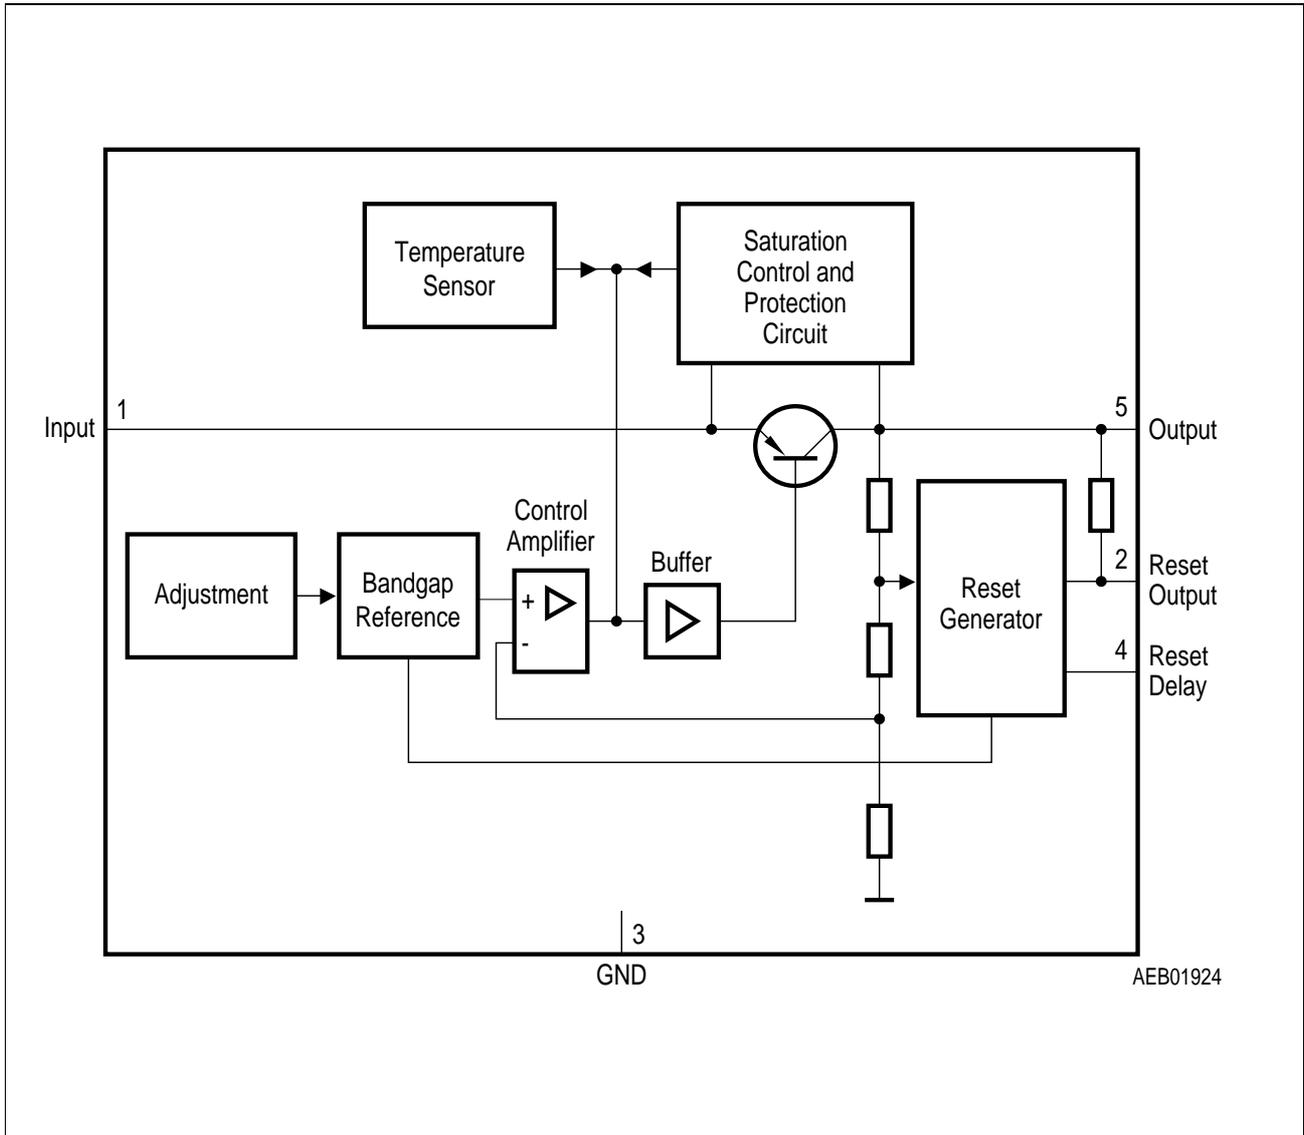 Temperature
Sensor
Saturation
Control and
Protection
Circuit
1
Input
5
Output
Control
Amplifier
Buffer
Adjustment
Bandgap
Reference
+
-
Reset
Generator
2
Reset
Output
4
Reset
Delay
3
GND
AEB01924